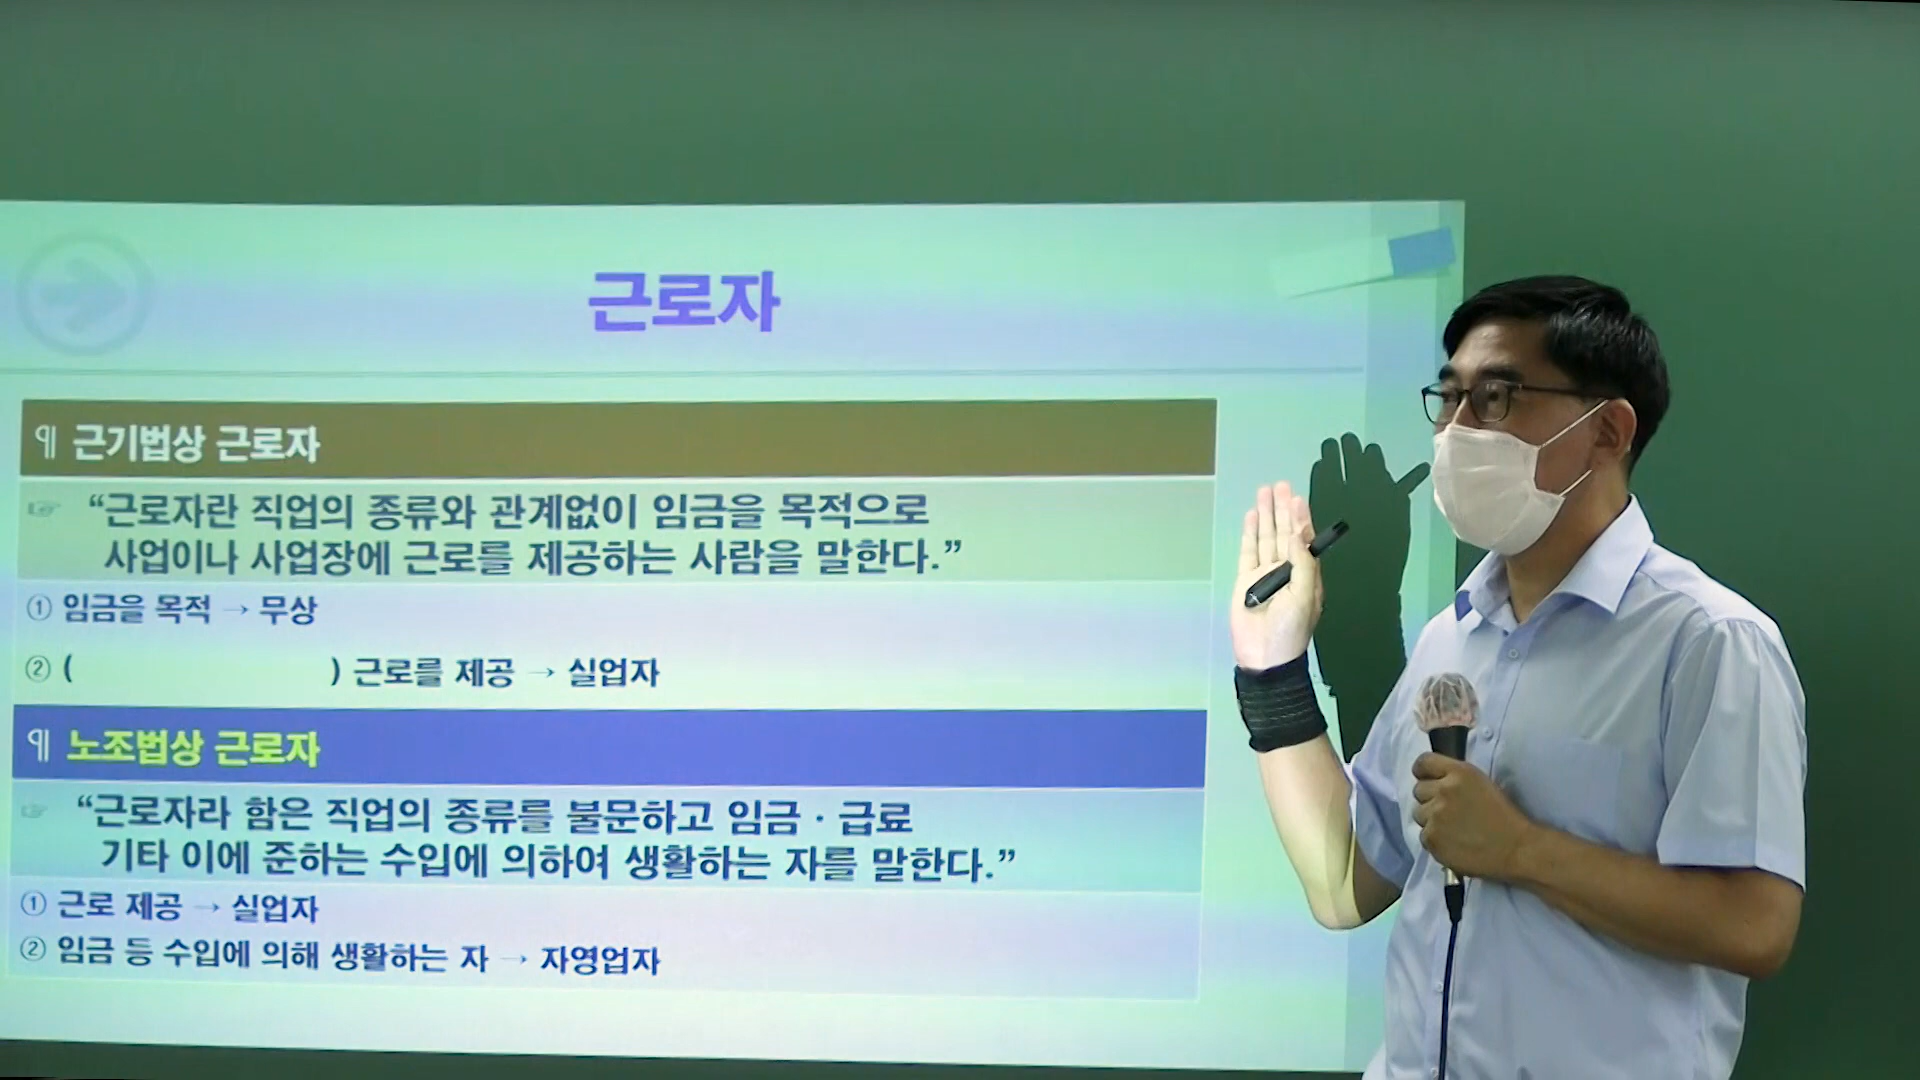 근로자
¶ 근기법상 근로자
☞ “근로자란 직업의 종류와 관계없이 임금을 목적으로
사업이나 사업장에 근로를 제공하는 사람을 말한다.”
① 임금을 목적 → 무상
② ( ) 근로를 제공 → 실업자
¶ 노조법상 근로자
☞ “근로자라 함은 직업의 종류를 불문하고 임금 · 급료
기타 이에 준하는 수입에 의하여 생활하는 자를 말한다.”
① 근로 제공 → 실업자
② 임금 등 수입에 의해 생활하는 자 → 자영업자